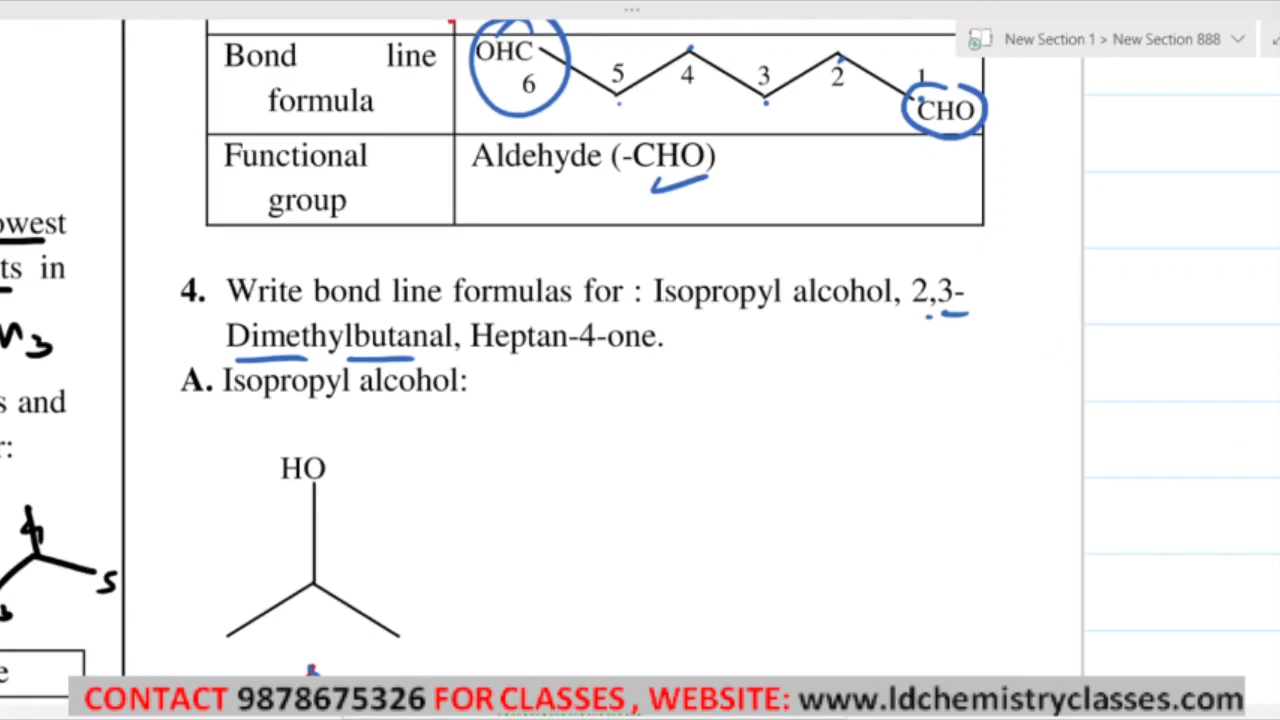 New Section 1 > New Section 888
Bond line
formula
OHC
6 5 4 3 2 1
CHO
Functional
group
Aldehyde (-CHO)
owest
ts in
s and
r:
5
e
4. Write bond line formulas for : Isopropyl alcohol, 2,3-
Dimethylbutanal, Heptan-4-one.
A. Isopropyl alcohol:
HO
CONTACT 9878675326 FOR CLASSES , WEBSITE: www.ldchemistryclasses.com